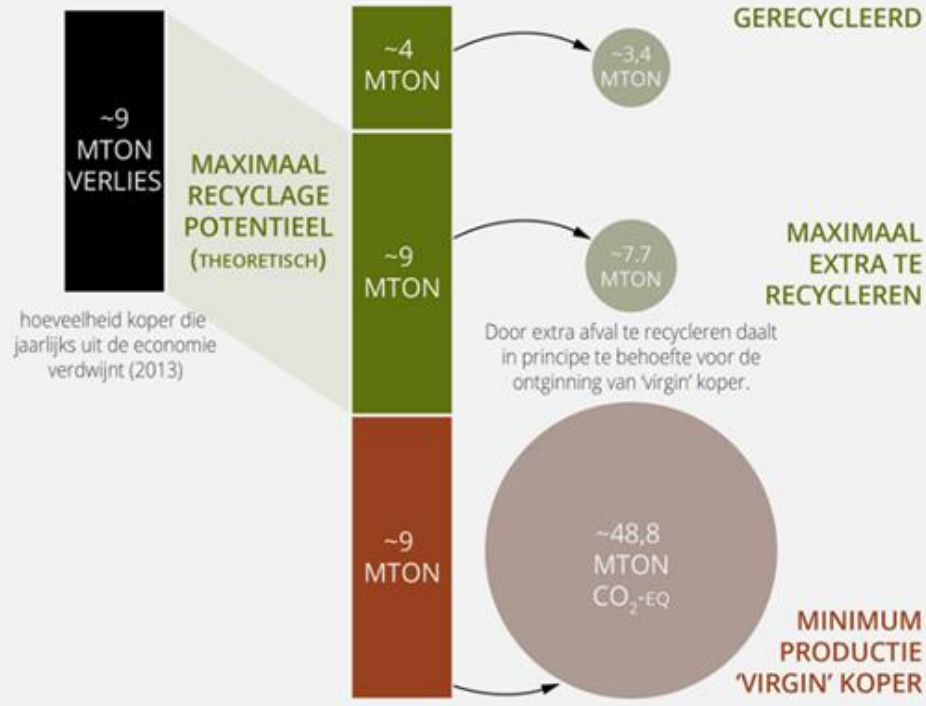 ~9
MTON
VERLIES
hoeveelheid koper die
jaarlijks uit de economie
verdwijnt (2013)
MAXIMAAL
RECYCLAGE
POTENTIEEL
(THEORETISCH)
~4
MTON
~3,4
MTON
GERECYCLEERD
~9
MTON
~7.7
MTON
MAXIMAAL
EXTRA TE
RECYCLEREN
Door extra afval te recycleren daalt
in principe te behoefte voor de
ontginning van ‘virgin’ koper.
~9
MTON
~48,8
MTON
CO₂-EQ
MINIMUM
PRODUCTIE
‘VIRGIN’ KOPER